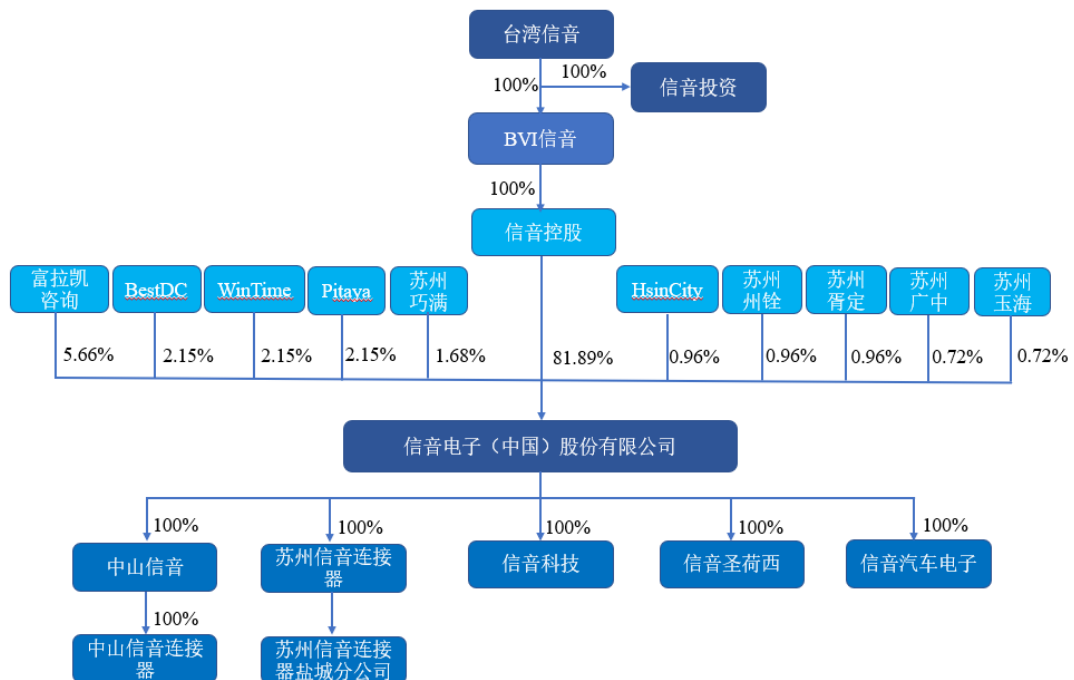 台湾信音
100%
100%
信音投资
BVI信音
100%
信音控股
富拉凯
咨询
BestDC
WinTime
Pitaya
苏州
巧满
HsinCity
苏州
州铨
苏州
胥定
苏州
广中
苏州
玉海
5.66%
2.15%
2.15%
2.15%
1.68%
81.89%
0.96%
0.96%
0.96%
0.72%
0.72%
信音电子（中国）股份有限公司
100%
100%
100%
100%
100%
中山信音
苏州信音连接
器
信音科技
信音圣荷西
信音汽车电子
100%
中山信音连接
器
苏州信音连接
器盐城分公司